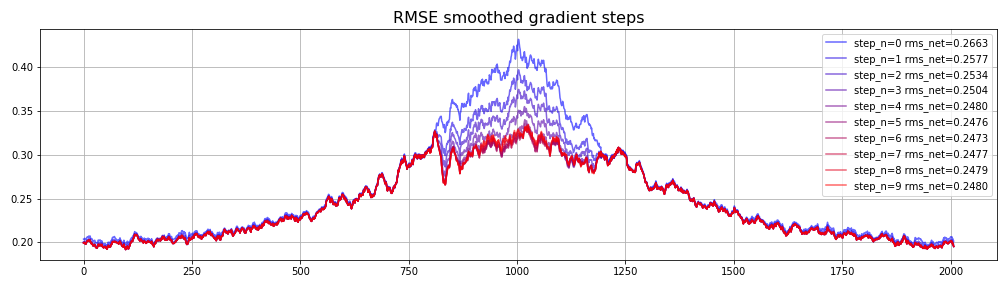 RMSE smoothed gradient steps
step_n=0 rms_net=0.2663
step_n=1 rms_net=0.2577
step_n=2 rms_net=0.2534
step_n=3 rms_net=0.2504
step_n=4 rms_net=0.2480
step_n=5 rms_net=0.2476
step_n=6 rms_net=0.2473
step_n=7 rms_net=0.2477
step_n=8 rms_net=0.2479
step_n=9 rms_net=0.2480
0.40
0.35
0.30
0.25
0.20
0 250 500 750 1000 1250 1500 1750 2000